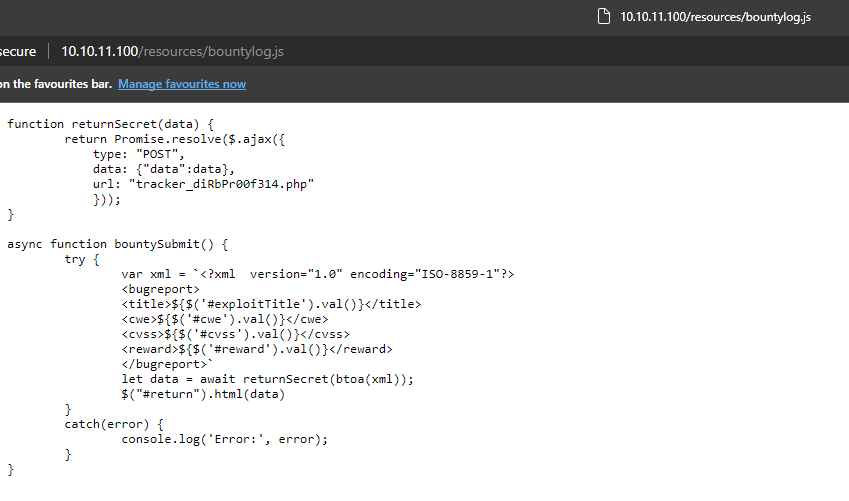 10.10.11.100/resources/bountylog.js
secure | 10.10.11.100/resources/bountylog.js
on the favourites bar. Manage favourites now
function returnSecret(data) {
        return Promise.resolve($.ajax({
            type: "POST",
            data: {"data":data},
            url: "tracker_diRbPr00f314.php"
            }));
}

async function bountySubmit() {
        try {
                var xml = `<?xml  version="1.0" encoding="ISO-8859-1"?>
                <bugreport>
                <title>${$('#exploitTitle').val()}</title>
                <cwe>${$('#cwe').val()}</cwe>
                <cvss>${$('#cvss').val()}</cvss>
                <reward>${$('#reward').val()}</reward>
                </bugreport>`
                let data = await returnSecret(btoa(xml));
                $("#return").html(data)
        }
        catch(error) {
                console.log('Error:', error);
        }
}